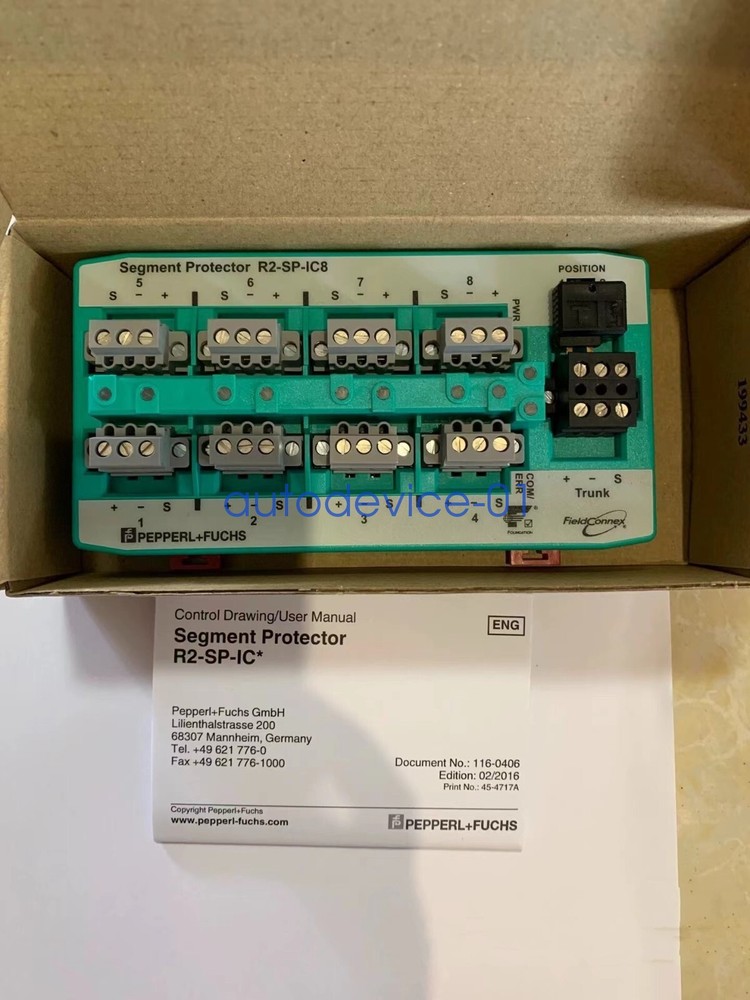 Segment Protector R2-SP-IC8
POSITION
5 6 7 8
S − + S − + S − + S − +
PWR
199433
COM/
ERR
+ − S
Trunk
+ − S + − S + − S + − S
1 2 3 4
autodevice-01
PEPPERL+FUCHS
FOUNDATION
FieldConnex®
Control Drawing/User Manual
ENG
Segment Protector
R2-SP-IC*
Pepperl+Fuchs GmbH
Lilienthalstrasse 200
68307 Mannheim, Germany
Tel. +49 621 776-0
Fax +49 621 776-1000
Document No.: 116-0406
Edition: 02/2016
Print No.: 45-4717A
Copyright Pepperl+Fuchs
www.pepperl-fuchs.com
PEPPERL+FUCHS